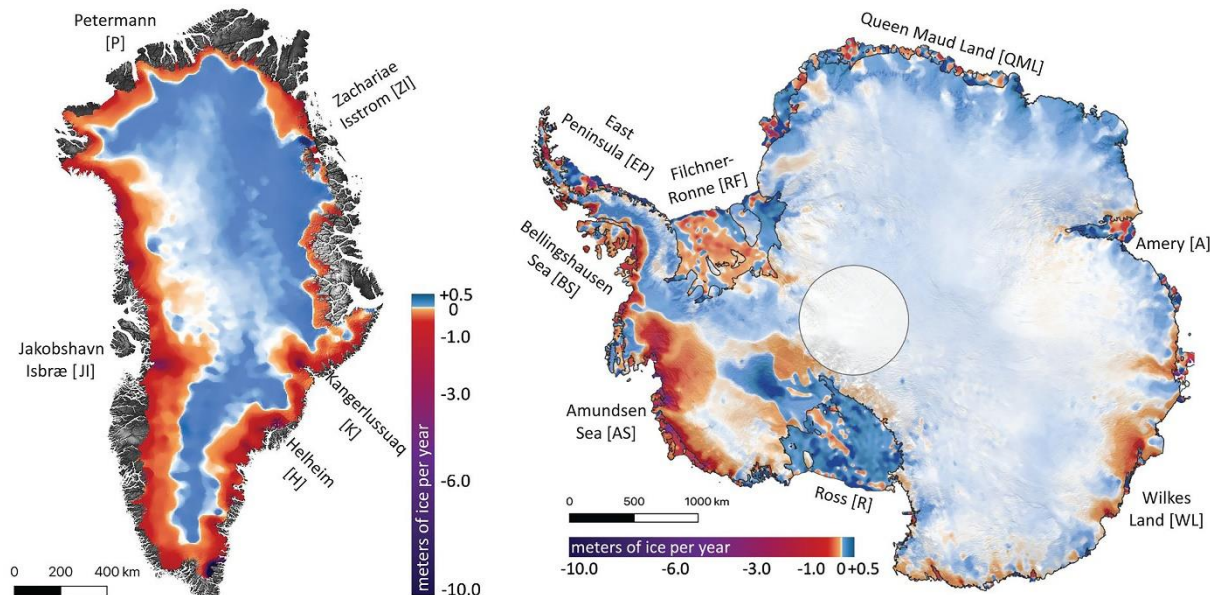 Petermann
[P]
Zachariae
Isstrom [ZI]
Jakobshavn
Isbræ [JI]
Kangerlussuaq
[K]
Helheim
[H]
0 200 400 km
+0.5
0
-1.0
-3.0
-6.0
-10.0
meters of ice per year
Queen Maud Land [QML]
East
Peninsula [EP]
Filchner-
Ronne [RF]
Bellingshausen
Sea [BS]
Amery [A]
Amundsen
Sea [AS]
Ross [R]
Wilkes
Land [WL]
0 500 1000 km
meters of ice per year
-10.0 -6.0 -3.0 -1.0 0 +0.5